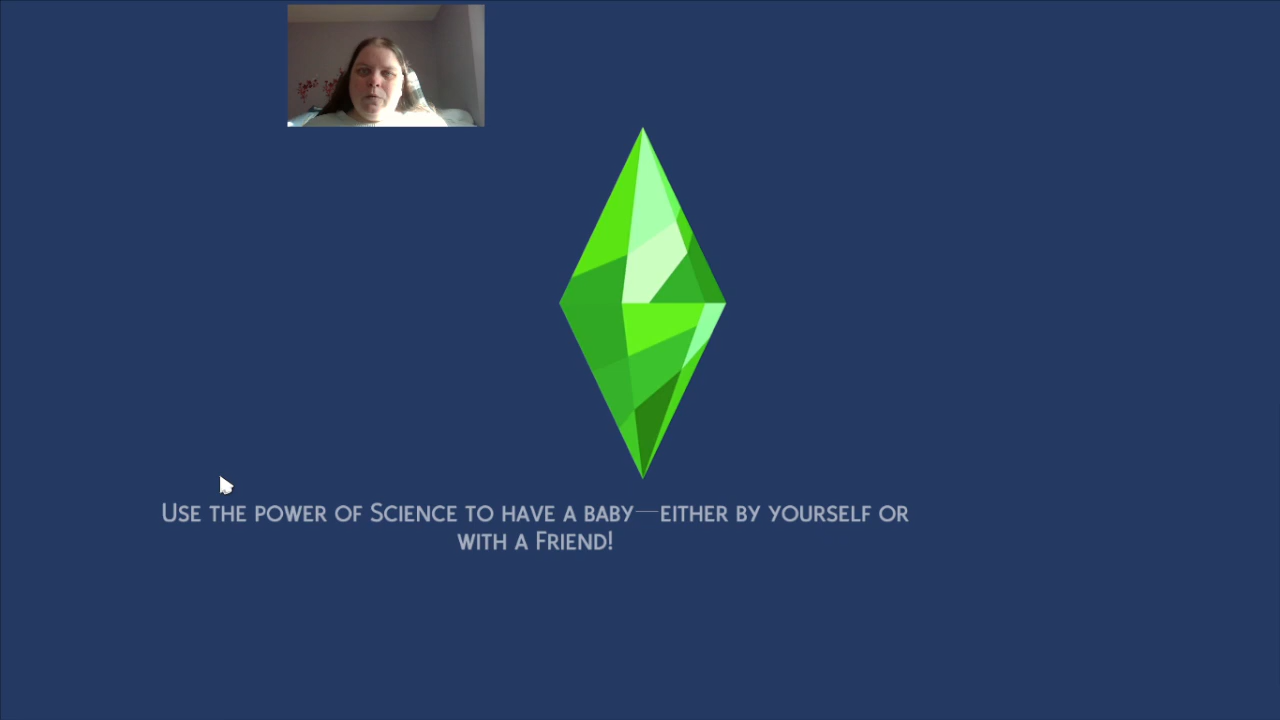 Use the power of Science to have a baby—either by yourself or
with a Friend!